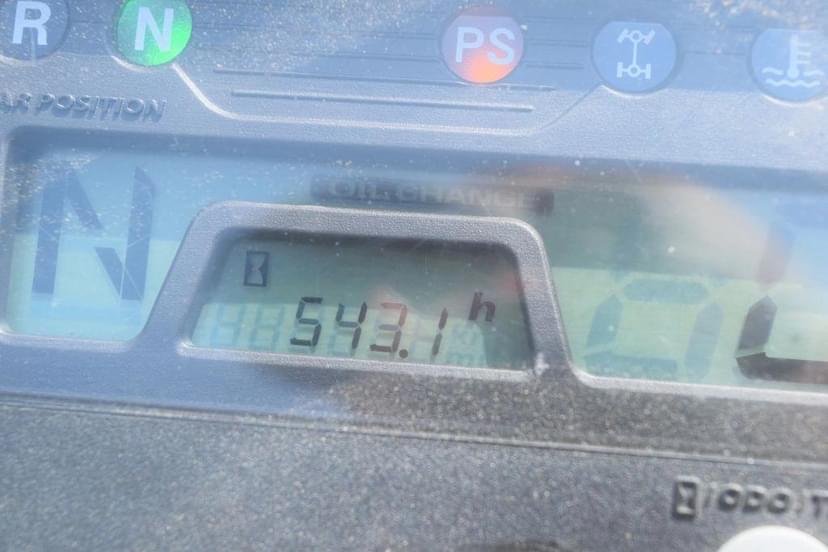 R N PS
AR POSITION
OIL CHANGE
N
543.1 h
/ODO/T